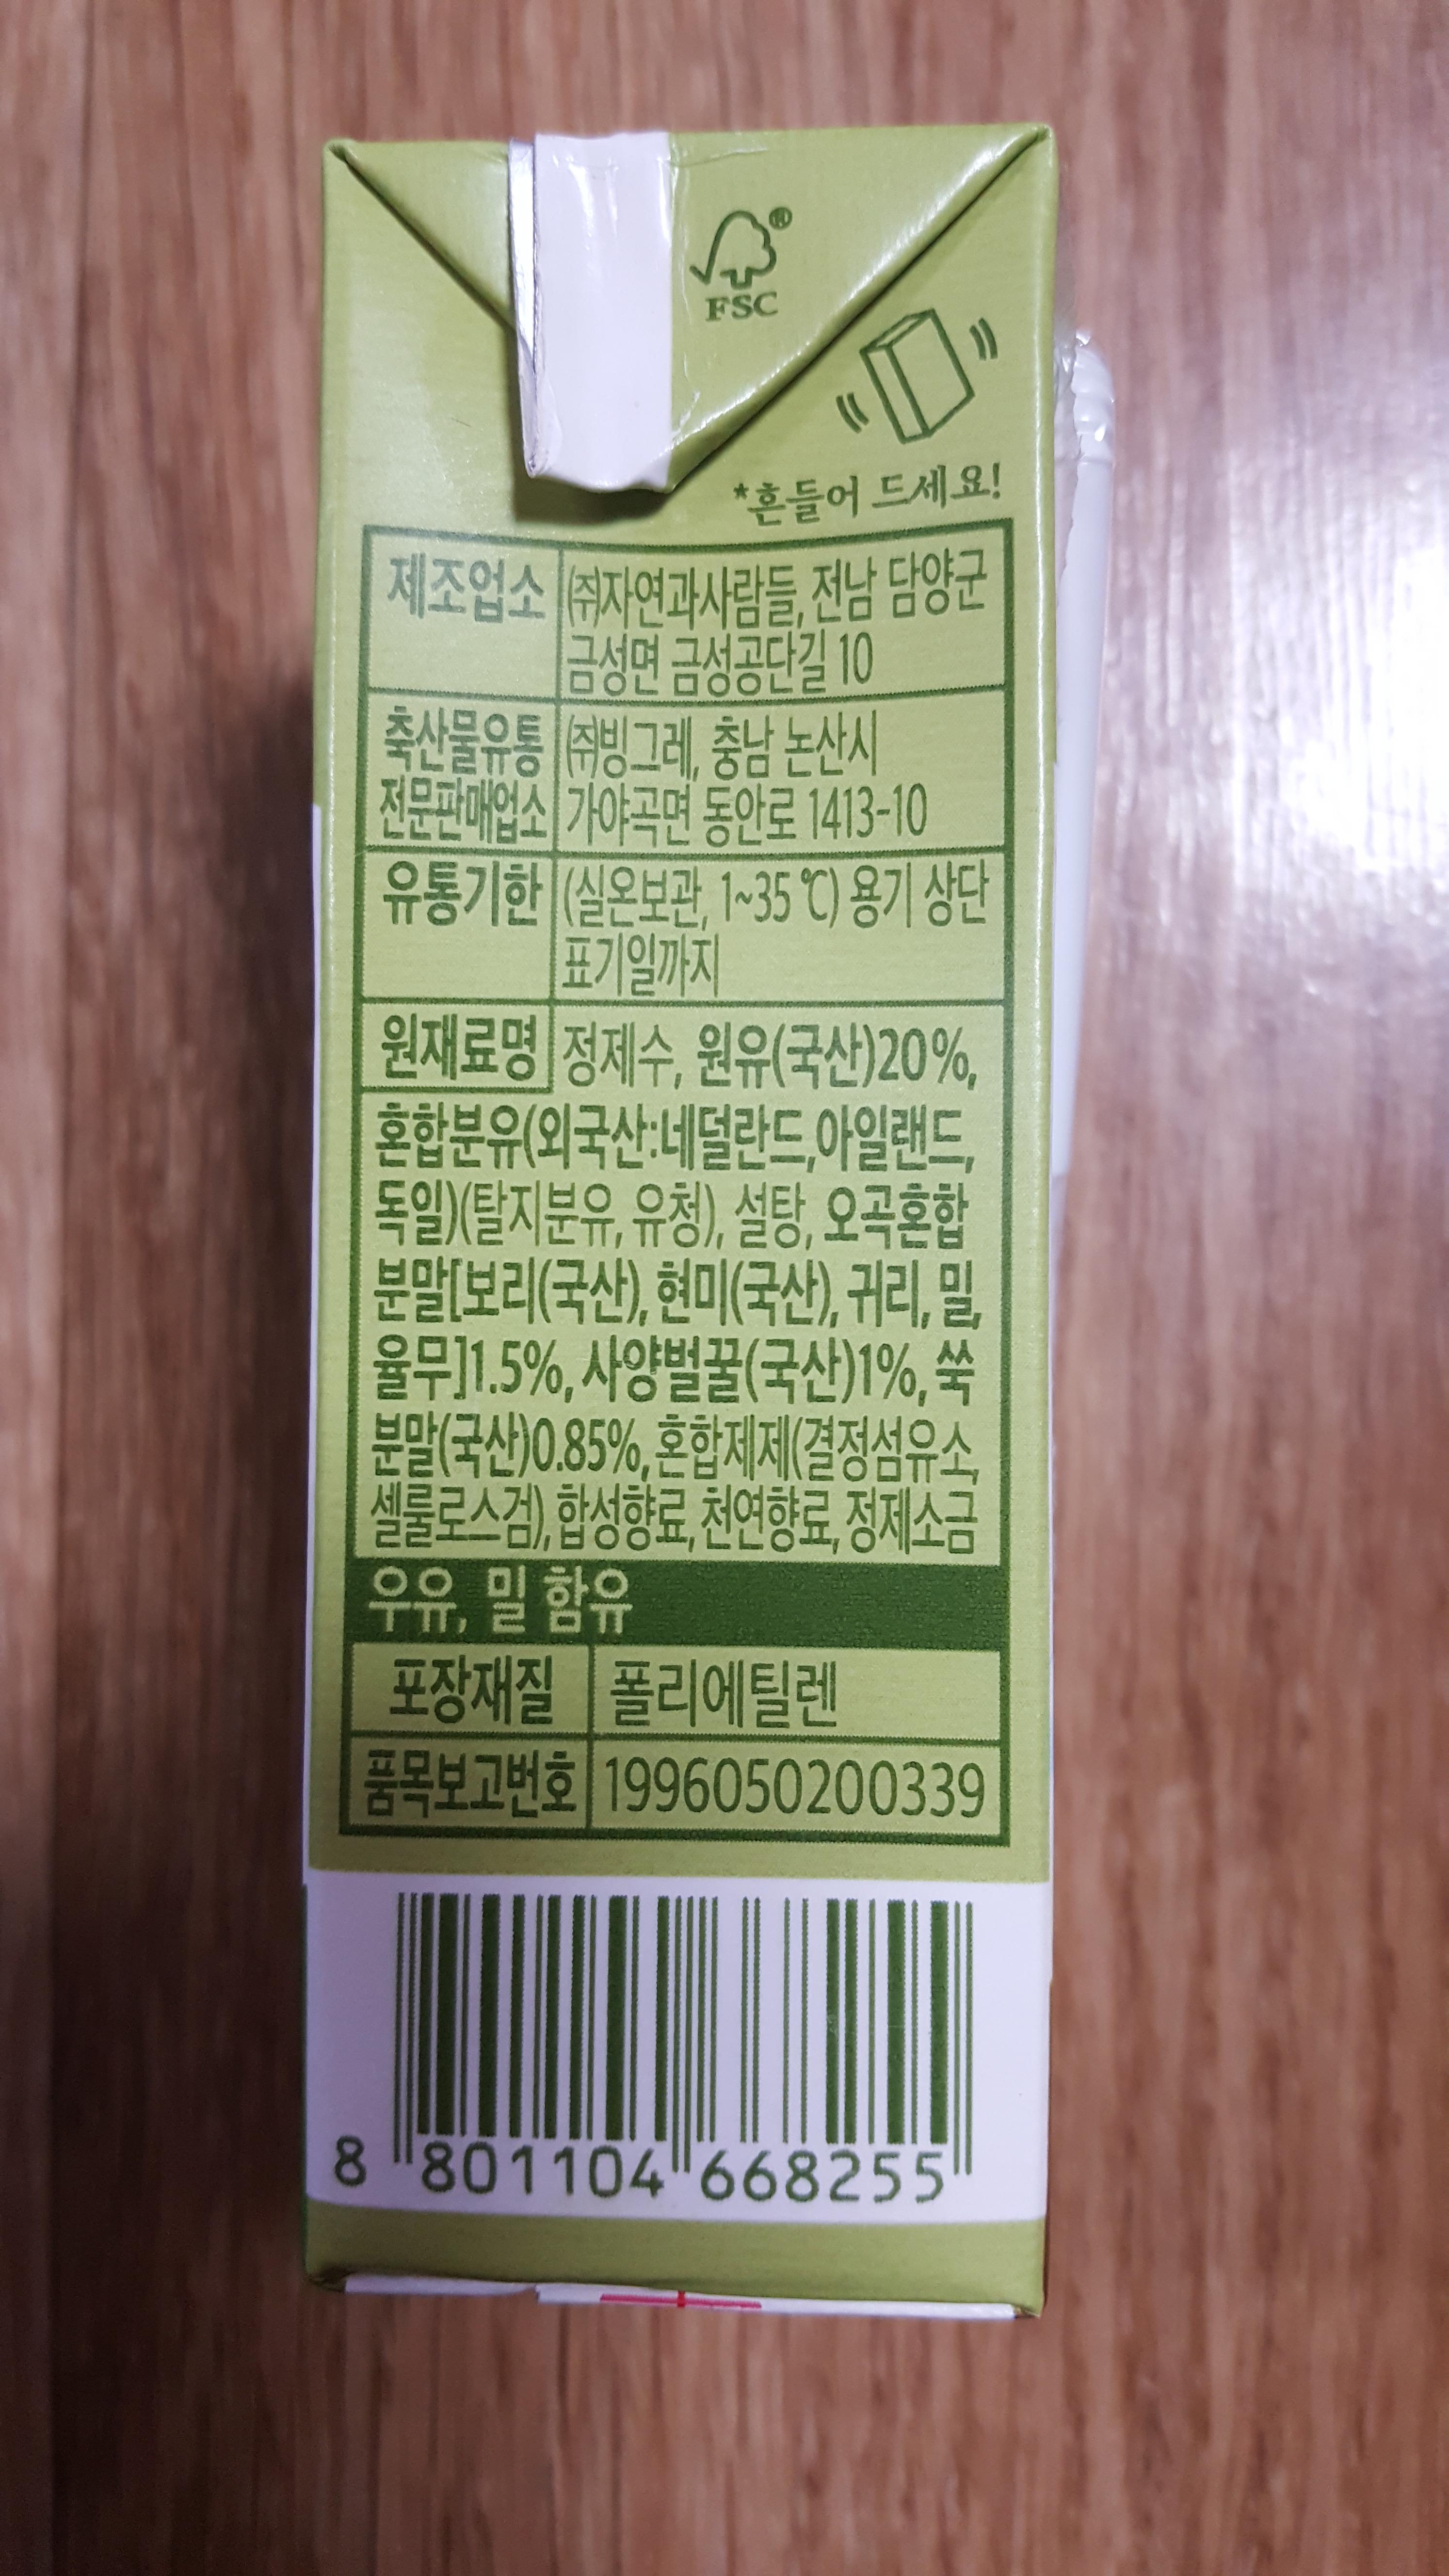 FSC®
*흔들어 드세요!
제조업소 ㈜자연과사람들, 전남 담양군
금성면 금성공단길 10
축산물유통 ㈜빙그레, 충남 논산시
전문판매업소 가야곡면 동안로 1413-10
유통기한 (실온보관, 1~35 ℃) 용기 상단
표기일까지
원재료명 정제수, 원유(국산)20%,
혼합분유(외국산:네덜란드,아일랜드,
독일)(탈지분유, 유청), 설탕, 오곡혼합
분말[보리(국산), 현미(국산), 귀리, 밀,
율무]1.5%, 사양벌꿀(국산)1%, 쑥
분말(국산)0.85%, 혼합제제(결정섬유소,
셀룰로스검), 합성향료, 천연향료, 정제소금
우유, 밀 함유
포장재질 폴리에틸렌
품목보고번호 1996050200339
8 801104 668255